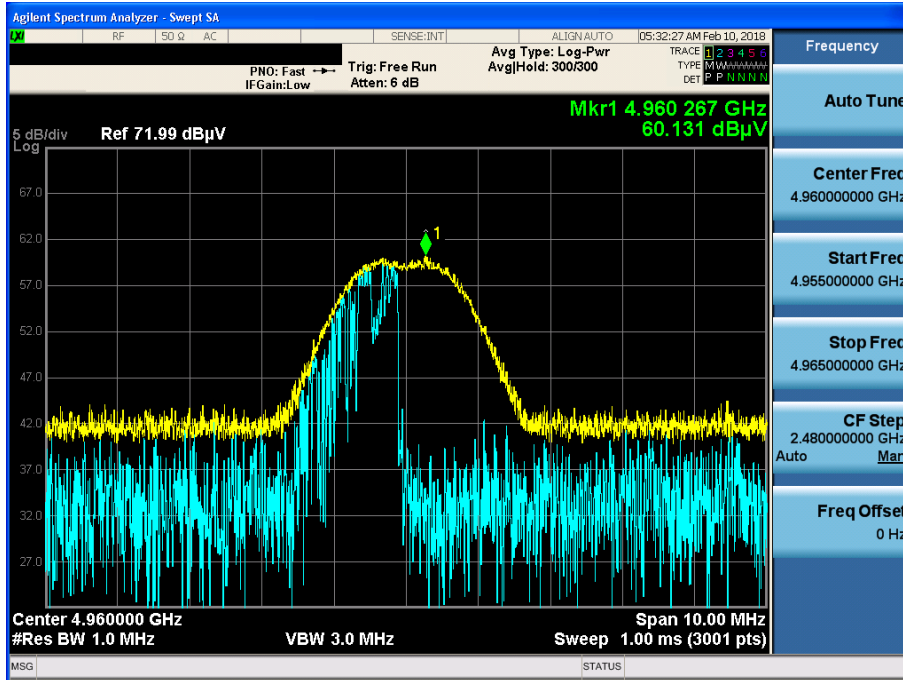 Agilent Spectrum Analyzer - Swept SA
LXI RF 50 Ω AC SENSE:INT ALIGN AUTO 05:32:27 AM Feb 10, 2018
Frequency
PNO: Fast
IFGain:Low
Trig: Free Run
Atten: 6 dB
Avg Type: Log-Pwr
Avg|Hold: 300/300
TRACE 1 2 3 4 5 6
TYPE M W W W W W
DET P P N N N N
Auto Tune
Mkr1 4.960 267 GHz
60.131 dBµV
5 dB/div
Log
Ref 71.99 dBµV
67.0
62.0
57.0
52.0
47.0
42.0
37.0
32.0
27.0
1
Center Freq
4.960000000 GHz
Start Freq
4.955000000 GHz
Stop Freq
4.965000000 GHz
CF Step
2.480000000 GHz
Auto Man
Freq Offset
0 Hz
Center 4.960000 GHz
Span 10.00 MHz
#Res BW 1.0 MHz
VBW 3.0 MHz
Sweep 1.00 ms (3001 pts)
MSG
STATUS